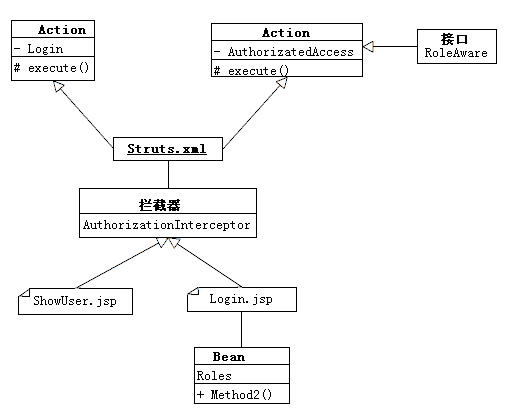 Action
- Login
# execute()
Action
- AuthorizatedAccess
# execute()
接口
RoleAware
Struts.xml
拦截器
AuthorizationInterceptor
ShowUser.jsp
Login.jsp
Bean
Roles
+ Method2()